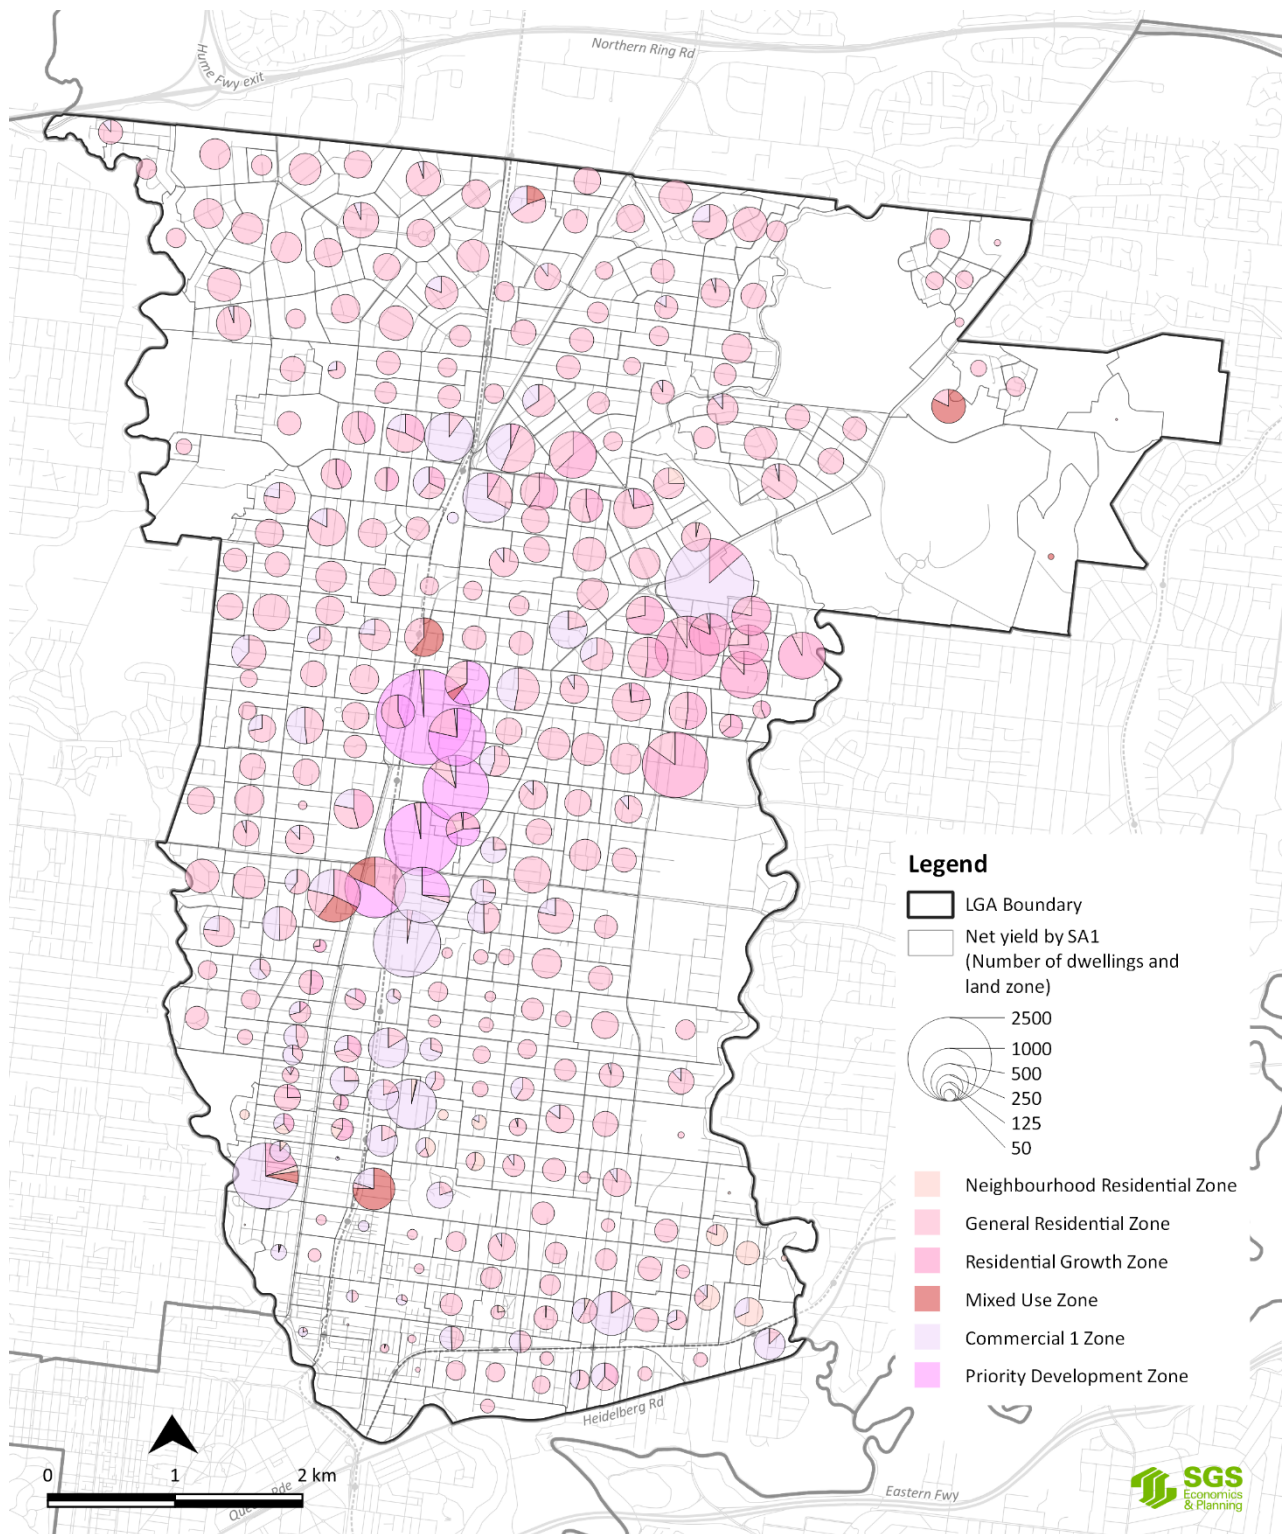 Northern Ring Rd
Hume Fwy exit
Legend
LGA Boundary
Net yield by SA1
(Number of dwellings and
land zone)
2500
1000
500
250
125
50
Neighbourhood Residential Zone
General Residential Zone
Residential Growth Zone
Mixed Use Zone
Commercial 1 Zone
Priority Development Zone
Heidelberg Rd
0 1 2 km
Pde
Eastern Fwy
SGS
Economics
& Planning